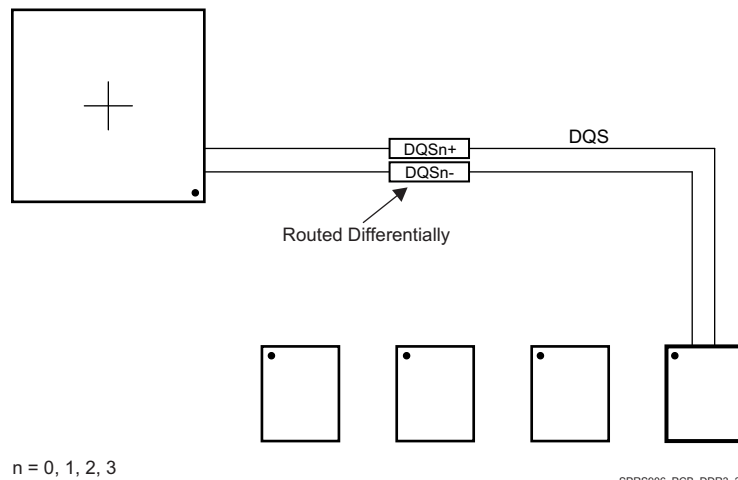 DQSn+
DQS
DQSn-
Routed Differentially
n = 0, 1, 2, 3